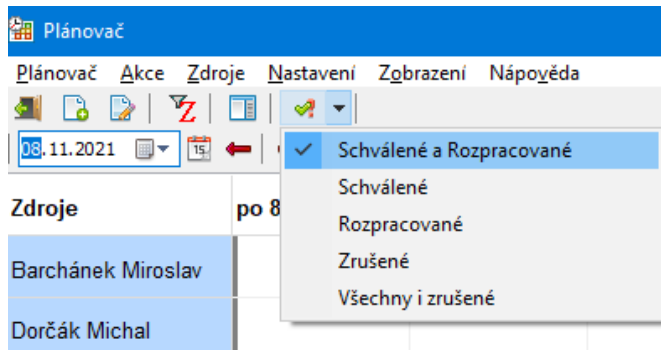 Plánovač
Plánovač Akce Zdroje Nastavení Zobrazení Nápověda
08.11.2021 15
Schválené a Rozpracované
Schválené
Rozpracované
Zrušené
Všechny i zrušené
Zdroje po 8
Barchánek Miroslav
Dorčák Michal